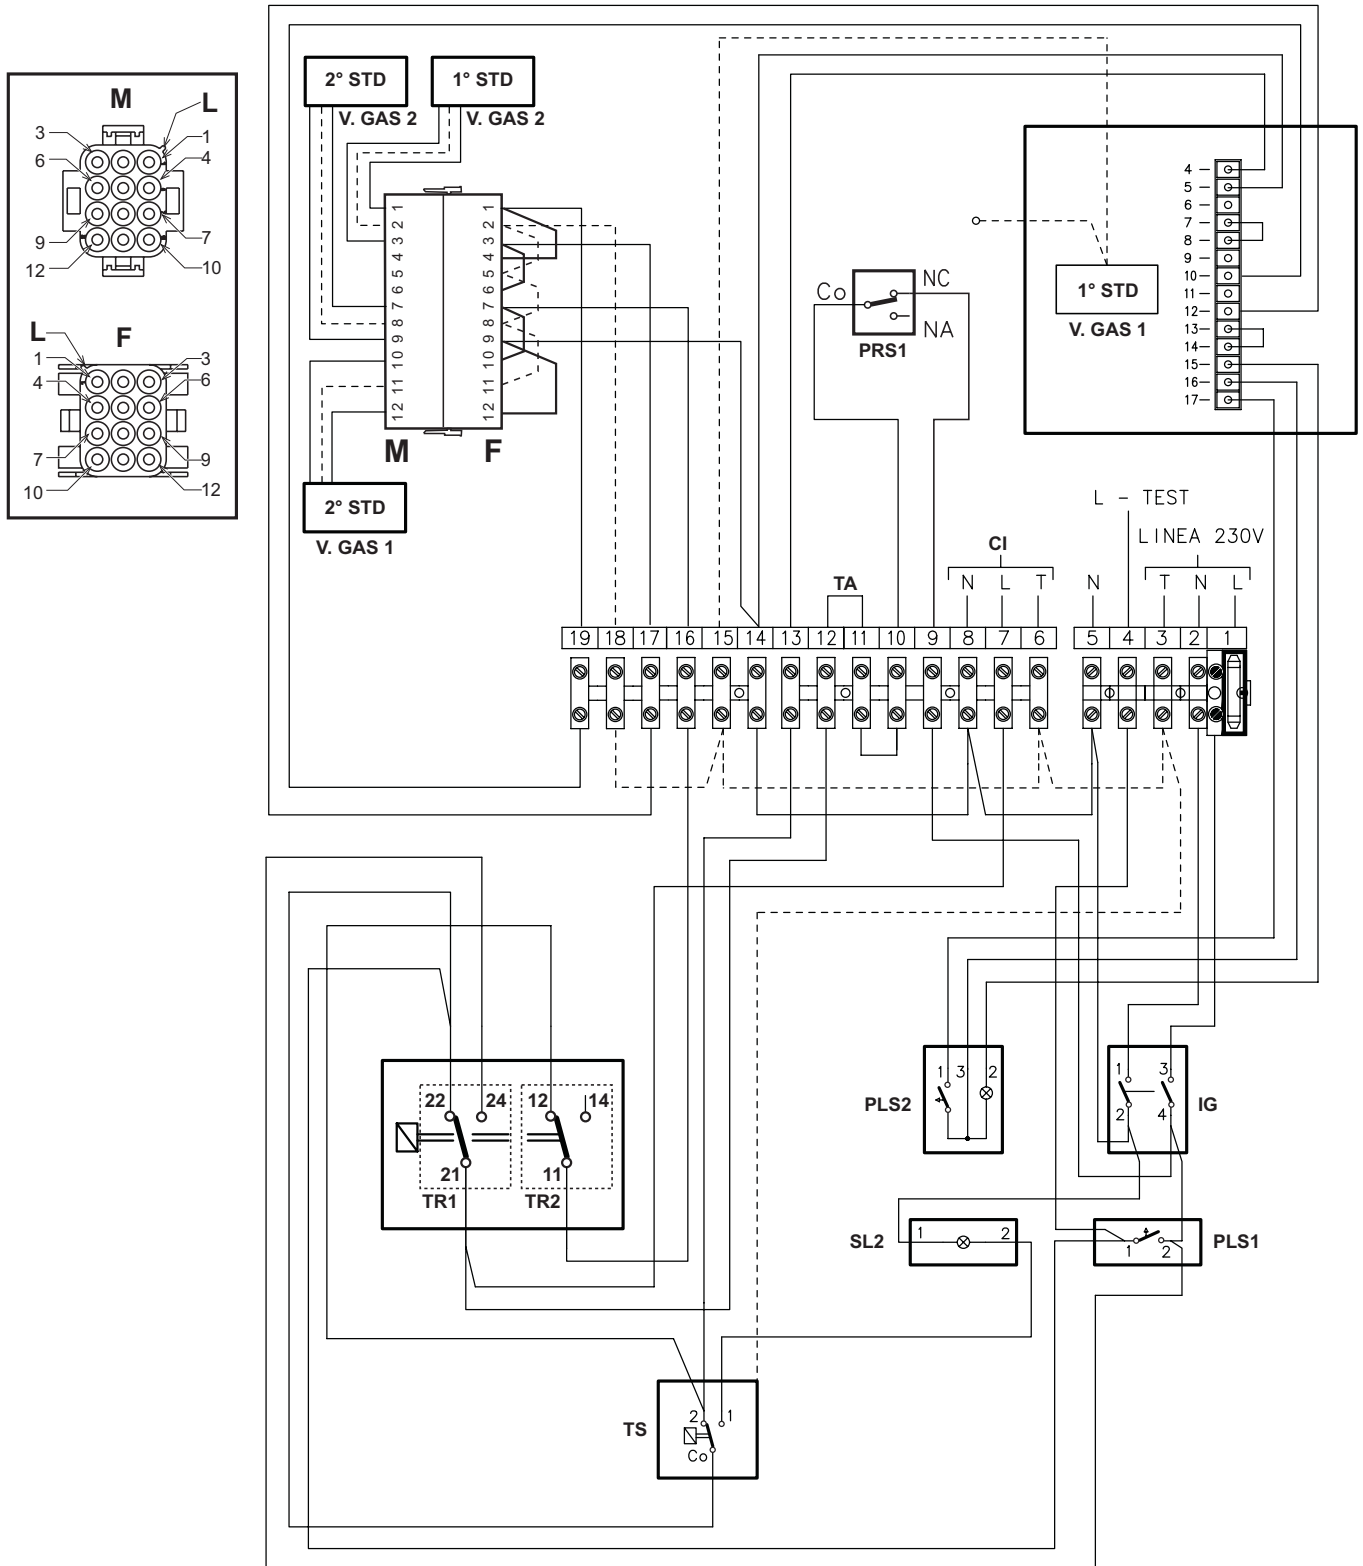 2° STD
1° STD
V. GAS 2
V. GAS 2
M
L
3
1
6
4
9
7
12
10
L
F
1
3
4
6
7
9
10
12
1
2
3
4
5
6
7
8
9
10
11
12
1
2
3
4
5
6
7
8
9
10
11
12
M
F
2° STD
V. GAS 1
Co
NC
NA
PRS1
4
5
6
7
8
9
10
11
12
13
14
15
16
17
1° STD
V. GAS 1
L - TEST
LINEA 230V
CI
TA
N L T
N
T N L
19 18 17 16 15 14 13 12 11 10 9 8 7 6
5 4 3 2 1
22 24 12 14
21 11
TR1 TR2
PLS2
1 3 2
1 3
2 4
IG
SL2
1 2
1 2
PLS1
TS
2 1
Co